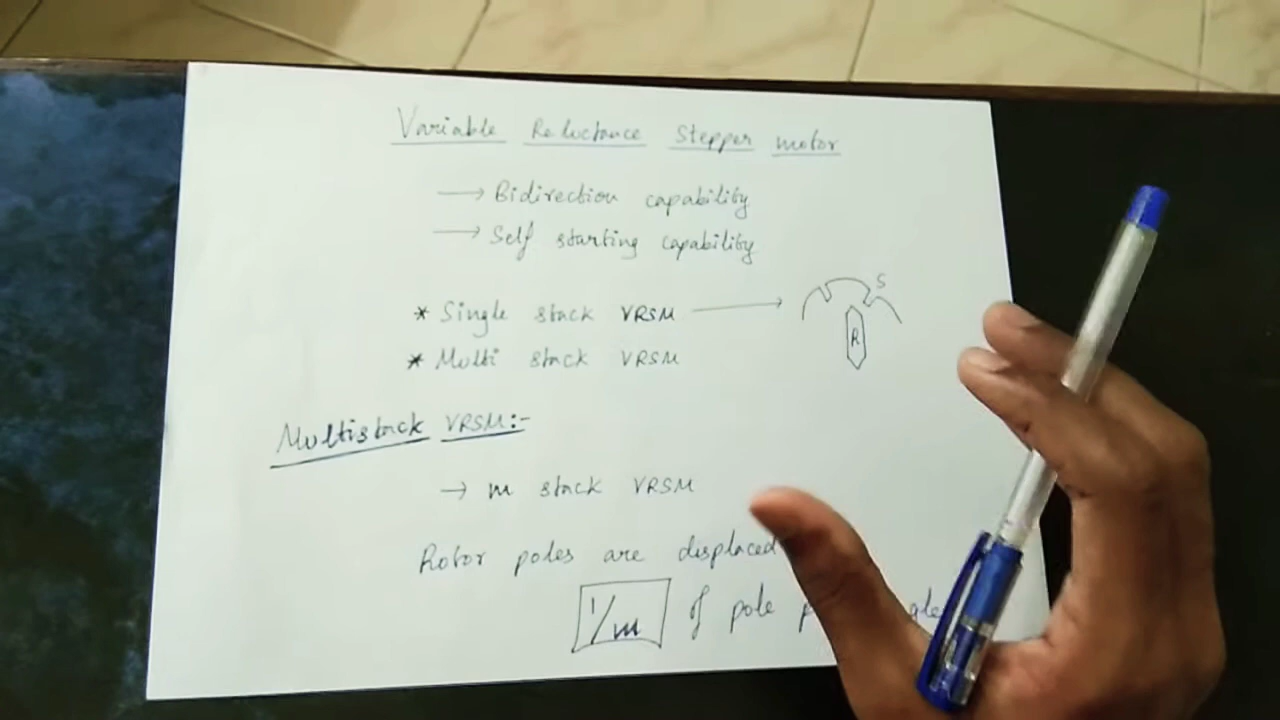 Variable Reluctance Stepper motor
→ Bidirection capability
→ Self starting capability
* Single stack VRSM →
S
R
* Multi stack VRSM
Multistack VRSM:-
→ m stack VRSM
Rotor poles are displaced
1/m of pole